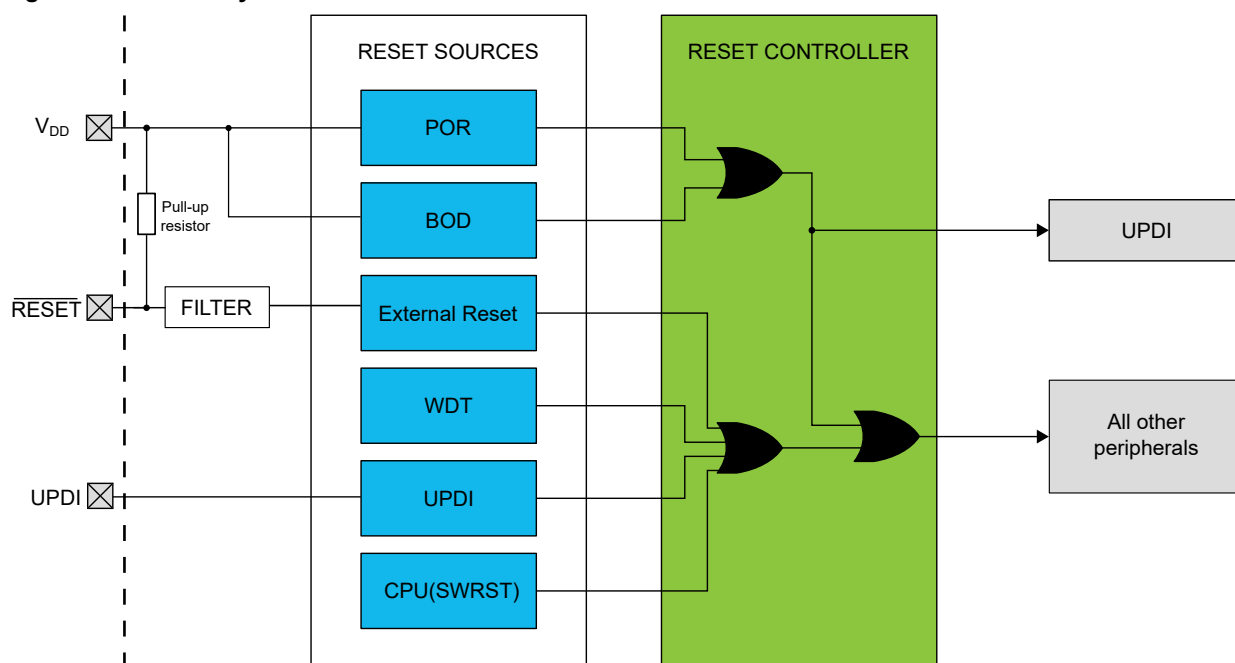 RESET SOURCES
RESET CONTROLLER
V_DD
POR
Pull-up
resistor
BOD
UPDI
RESET
FILTER
External Reset
WDT
All other
peripherals
UPDI
UPDI
CPU(SWRST)